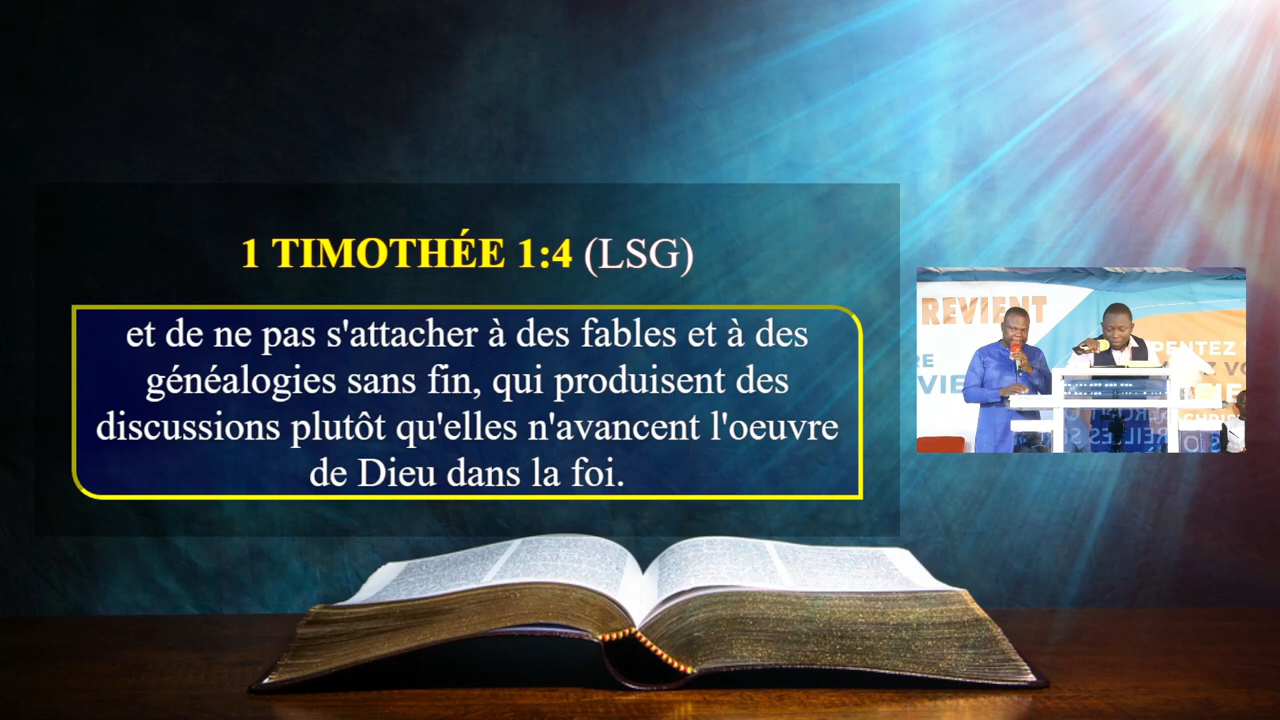 1 TIMOTHÉE 1:4 (LSG)
et de ne pas s'attacher à des fables et à des
généalogies sans fin, qui produisent des
discussions plutôt qu'elles n'avancent l'oeuvre
de Dieu dans la foi.
REVIENT
PENTEZ